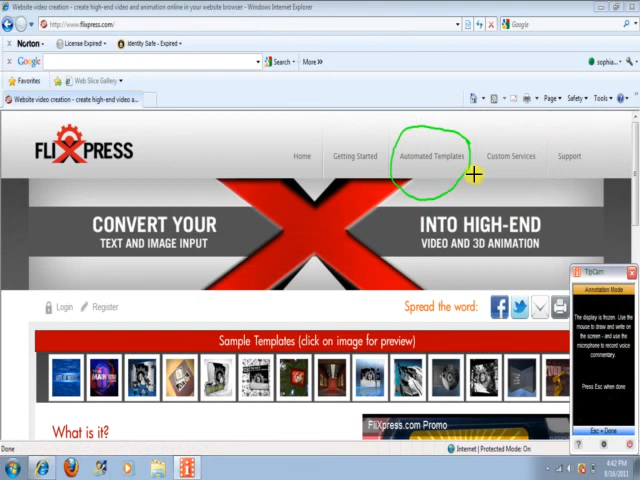 Website video creation - create high-end video and animation online in your website browser - Windows Internet Explorer
http://www.flixpress.com/
Google
x Norton License Expired Identity Safe - Expired
x Google Search More» sophia...
Favorites Web Slice Gallery
Website video creation - create high-end video a...
Page Safety Tools
FLIXPRESS
Home Getting Started Automated Templates Custom Services Support
CONVERT YOUR
TEXT AND IMAGE INPUT
INTO HIGH-END
VIDEO AND 3D ANIMATION
Login Register
Spread the word:
Sample Templates (click on image for preview)
What is it?
FliXpress.com Promo
TipCam
Annotation Mode
The display is frozen. Use the
mouse to draw and write on
the screen - and use the
microphone to record voice
commentary.
Press Esc when done
Esc = Done
Done
Internet | Protected Mode: On
4:42 PM
8/16/2011